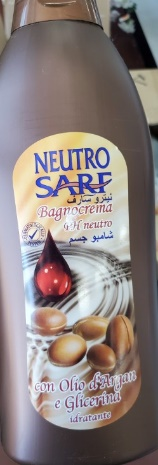 NEUTRO
SARF
نيترو سارف
Bagnocrema
pH neutro
شامبو جسم
con Olio d'Argan
e Glicerina
idratante